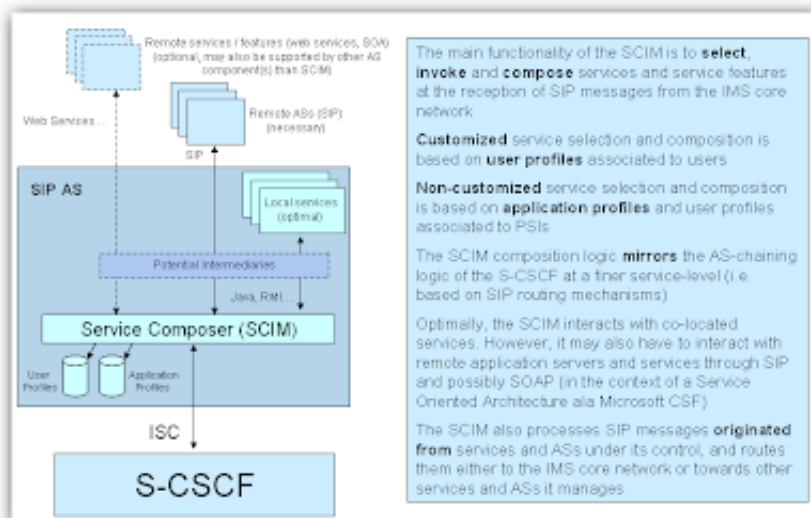 Remote services / features (web services, SOA)
(optional, may also be supported by other AS
component(s) than SCIM)
Remote ASs (SIP)
(necessary)
Web Services...
SIP
SIP AS
Local services
(optimal)
Potential Intermediaries
Java, RMI...
Service Composer (SCIM)
User
Profiles
Application
Profiles
ISC
S-CSCF
The main functionality of the SCIM is to select,
invoke and compose services and service features
at the reception of SIP messages from the IMS core
network
Customized service selection and composition is
based on user profiles associated to users
Non-customized service selection and composition
is based on application profiles and user profiles
associated to PSIs
The SCIM composition logic mirrors the AS-chaining
logic of the S-CSCF at a finer service-level (i.e.
based on SIP routing mechanisms)
Optimally, the SCIM interacts with co-located
services. However, it may also have to interact with
remote application servers and services through SIP
and possibly SOAP (in the context of a Service
Oriented Architecture ala Microsoft CSF)
The SCIM also processes SIP messages originated
from services and ASs under its control, and routes
them either to the IMS core network or towards other
services and ASs it manages